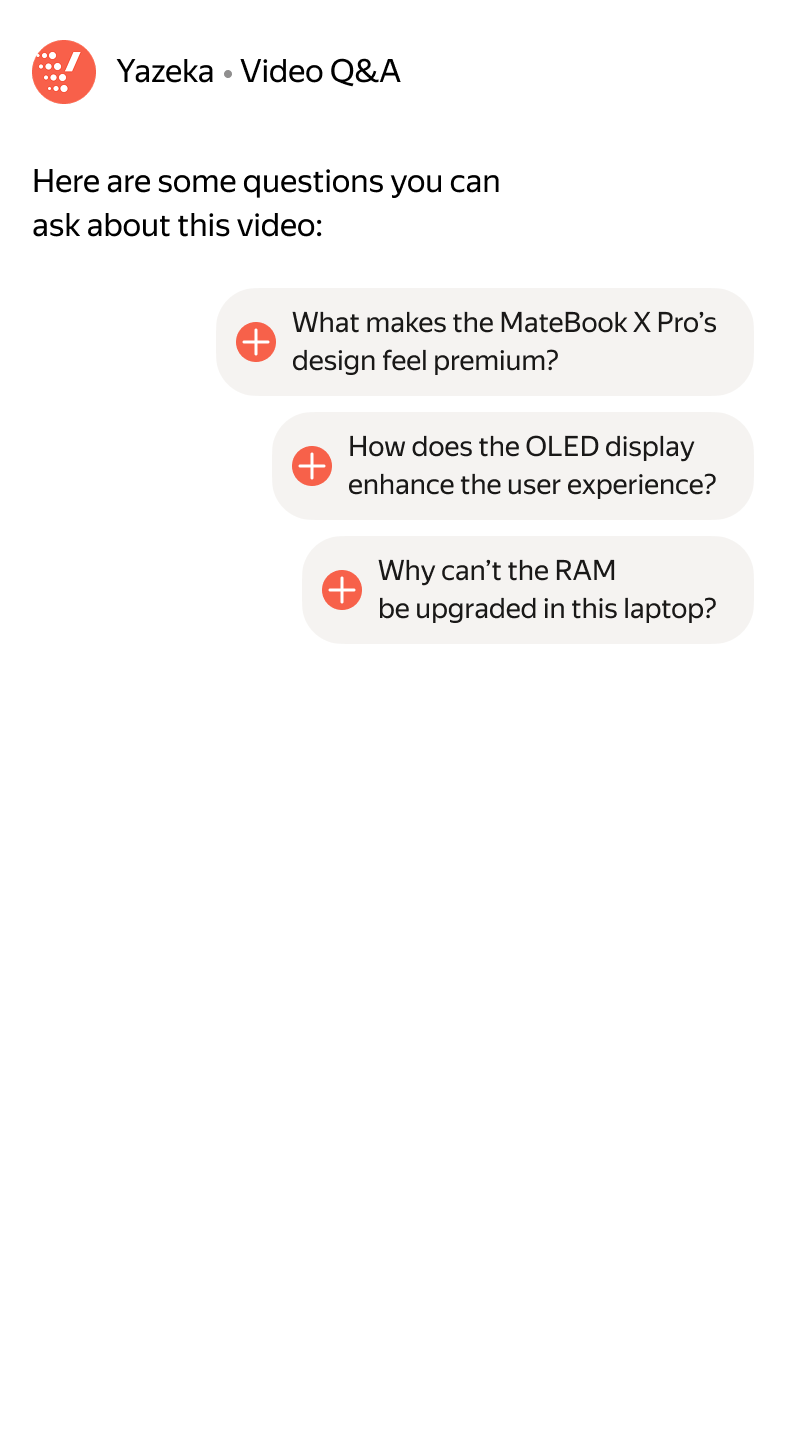 Yazeka • Video Q&A
Here are some questions you can
ask about this video:
What makes the MateBook X Pro’s
design feel premium?
How does the OLED display
enhance the user experience?
Why can’t the RAM
be upgraded in this laptop?